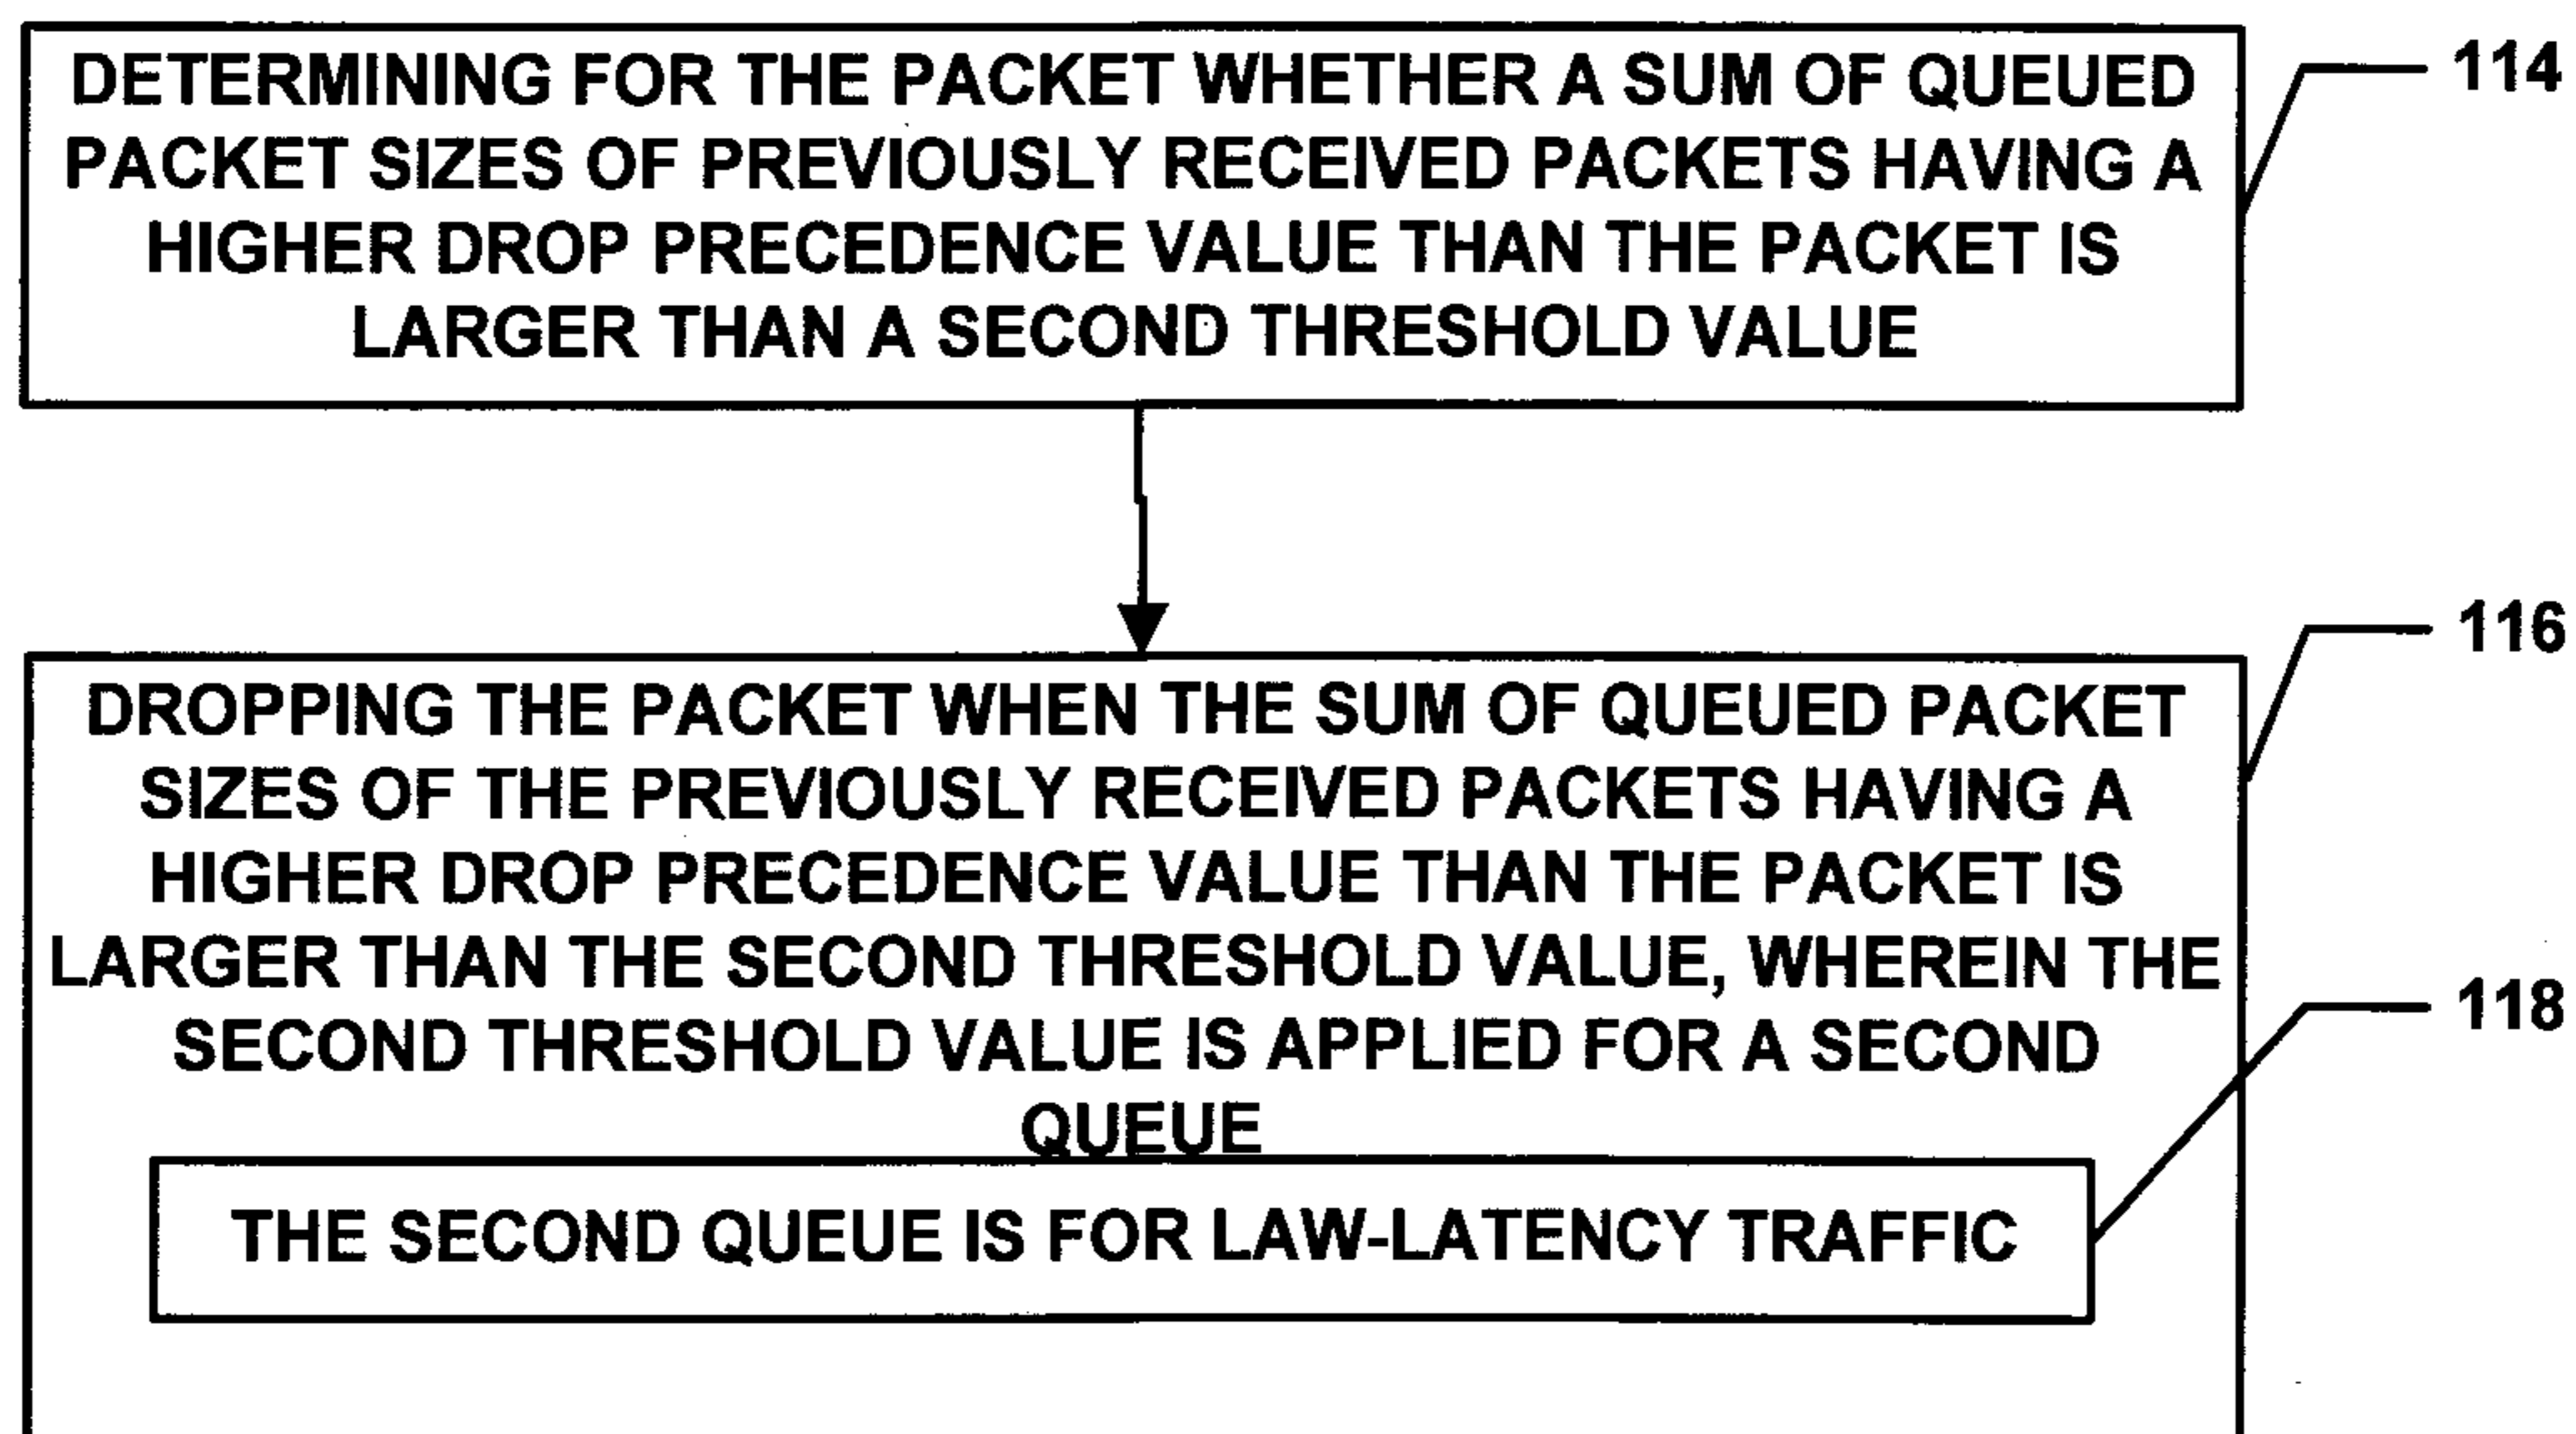 DETERMINING FOR THE PACKET WHETHER A SUM OF QUEUED
PACKET SIZES OF PREVIOUSLY RECEIVED PACKETS HAVING A
HIGHER DROP PRECEDENCE VALUE THAN THE PACKET IS
LARGER THAN A SECOND THRESHOLD VALUE
114
116
DROPPING THE PACKET WHEN THE SUM OF QUEUED PACKET
SIZES OF THE PREVIOUSLY RECEIVED PACKETS HAVING A
HIGHER DROP PRECEDENCE VALUE THAN THE PACKET IS
LARGER THAN THE SECOND THRESHOLD VALUE, WHEREIN THE
SECOND THRESHOLD VALUE IS APPLIED FOR A SECOND
QUEUE
118
THE SECOND QUEUE IS FOR LAW-LATENCY TRAFFIC